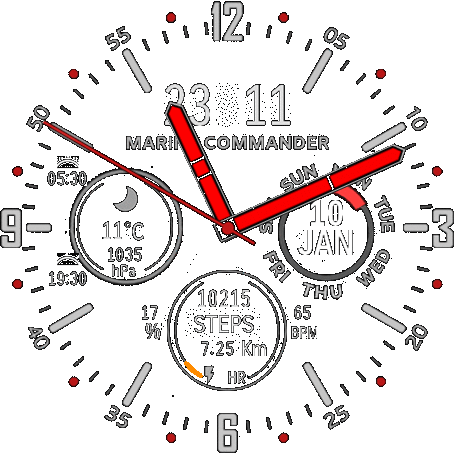 12
55 05
50 10
23 11
MARINE COMMANDER
05:30
SUN MON TUE WED THU FRI
9 3
11°C
1035
hPa
10
JAN
19:30
10215
STEPS
7.25 Km
17
%
65
BPM
HR
40 20
35 25
6